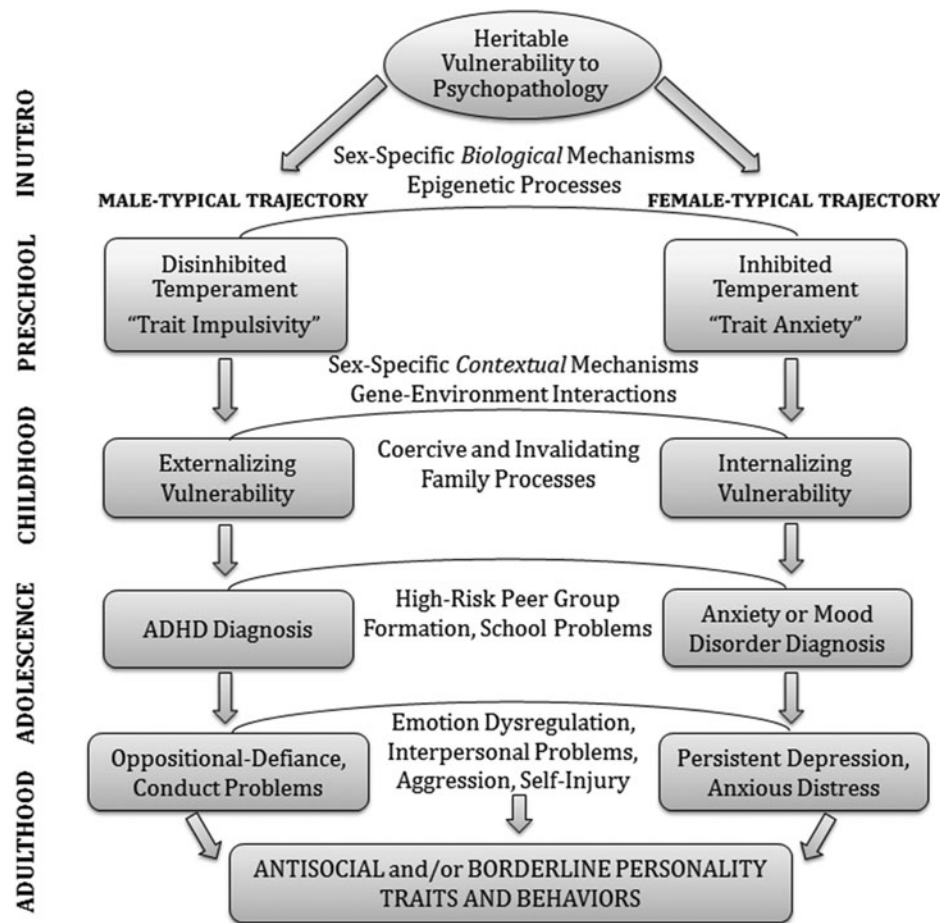 Heritable
Vulnerability to
Psychopathology
IN UTERO
Sex-Specific Biological Mechanisms
Epigenetic Processes
MALE-TYPICAL TRAJECTORY
FEMALE-TYPICAL TRAJECTORY
PRESCHOOL
Disinhibited
Temperament
“Trait Impulsivity”
Inhibited
Temperament
“Trait Anxiety”
Sex-Specific Contextual Mechanisms
Gene-Environment Interactions
CHILDHOOD
Externalizing
Vulnerability
Coercive and Invalidating
Family Processes
Internalizing
Vulnerability
ADOLESCENCE
ADHD Diagnosis
High-Risk Peer Group
Formation, School Problems
Anxiety or Mood
Disorder Diagnosis
Oppositional-Defiance,
Conduct Problems
Emotion Dysregulation,
Interpersonal Problems,
Aggression, Self-Injury
Persistent Depression,
Anxious Distress
ADULTHOOD
ANTISOCIAL and/or BORDERLINE PERSONALITY
TRAITS AND BEHAVIORS